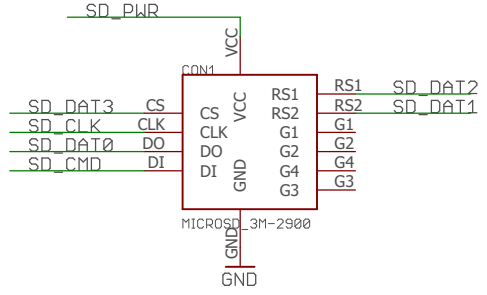 SD_PWR
VCC
CON1
SD_DAT3 CS CS VCC RS1 RS1 SD_DAT2
SD_CLK CLK CLK RS2 RS2 SD_DAT1
SD_DAT0 DO DO G1 G1
SD_CMD DI DI G2 G2
GND G4 G4
G3 G3
MICROSD_3M-2900
GND
GND